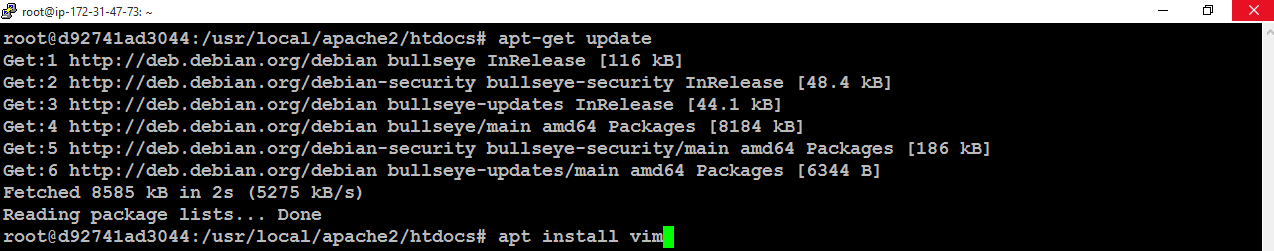 root@ip-172-31-47-73: ~
root@d92741ad3044:/usr/local/apache2/htdocs# apt-get update
Get:1 http://deb.debian.org/debian bullseye InRelease [116 kB]
Get:2 http://deb.debian.org/debian-security bullseye-security InRelease [48.4 kB]
Get:3 http://deb.debian.org/debian bullseye-updates InRelease [44.1 kB]
Get:4 http://deb.debian.org/debian bullseye/main amd64 Packages [8184 kB]
Get:5 http://deb.debian.org/debian-security bullseye-security/main amd64 Packages [186 kB]
Get:6 http://deb.debian.org/debian bullseye-updates/main amd64 Packages [6344 B]
Fetched 8585 kB in 2s (5275 kB/s)
Reading package lists... Done
root@d92741ad3044:/usr/local/apache2/htdocs# apt install vim